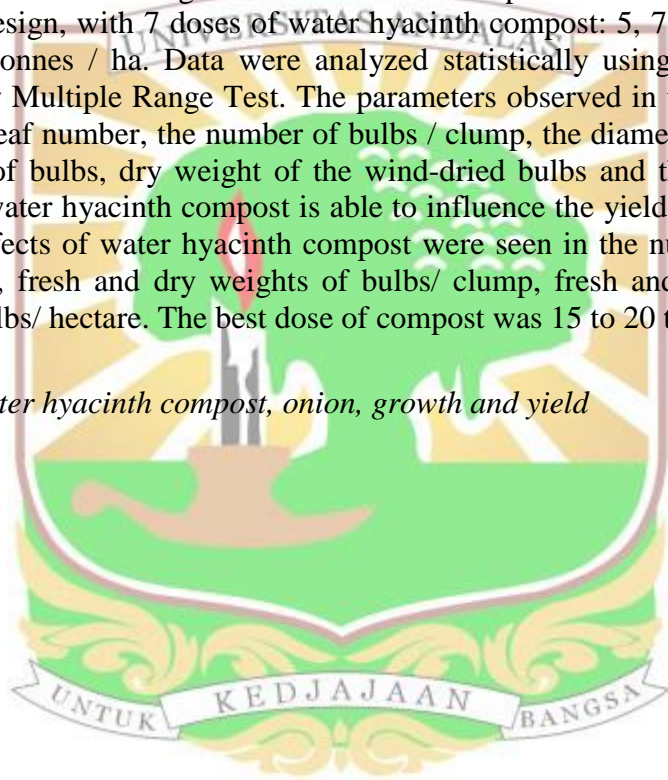 UNIVERSITAS ANDALAS
esign, with 7 doses of water hyacinth compost: 5, 7
onnes / ha. Data were analyzed statistically using
Multiple Range Test. The parameters observed in
eaf number, the number of bulbs / clump, the diame
of bulbs, dry weight of the wind-dried bulbs and th
water hyacinth compost is able to influence the yield
fects of water hyacinth compost were seen in the nu
, fresh and dry weights of bulbs/ clump, fresh and
lbs/ hectare. The best dose of compost was 15 to 20 t
ter hyacinth compost, onion, growth and yield
UNTUK KEDJAJAAN BANGSA